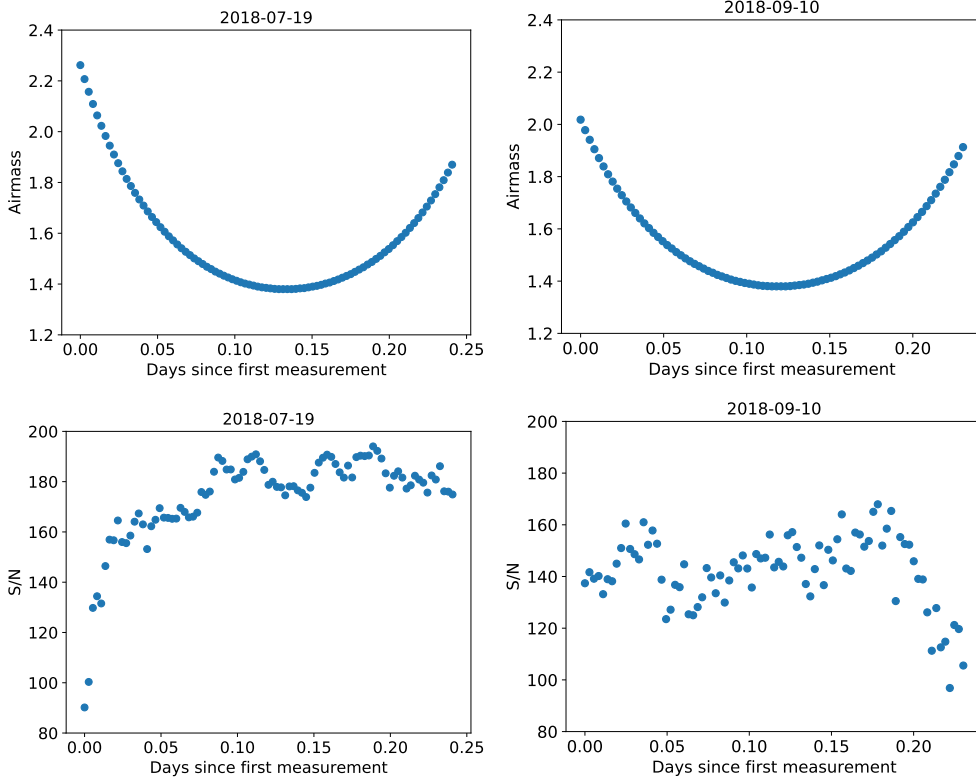 2018-07-19
2.4
2.2
2.0
1.8
1.6
1.4
1.2
Airmass
0.00 0.05 0.10 0.15 0.20 0.25
Days since first measurement
2018-09-10
2.4
2.2
2.0
1.8
1.6
1.4
1.2
Airmass
0.00 0.05 0.10 0.15 0.20
Days since first measurement
2018-07-19
200
180
160
140
120
100
80
S/N
0.00 0.05 0.10 0.15 0.20 0.25
Days since first measurement
2018-09-10
200
180
160
140
120
100
80
S/N
0.00 0.05 0.10 0.15 0.20
Days since first measurement